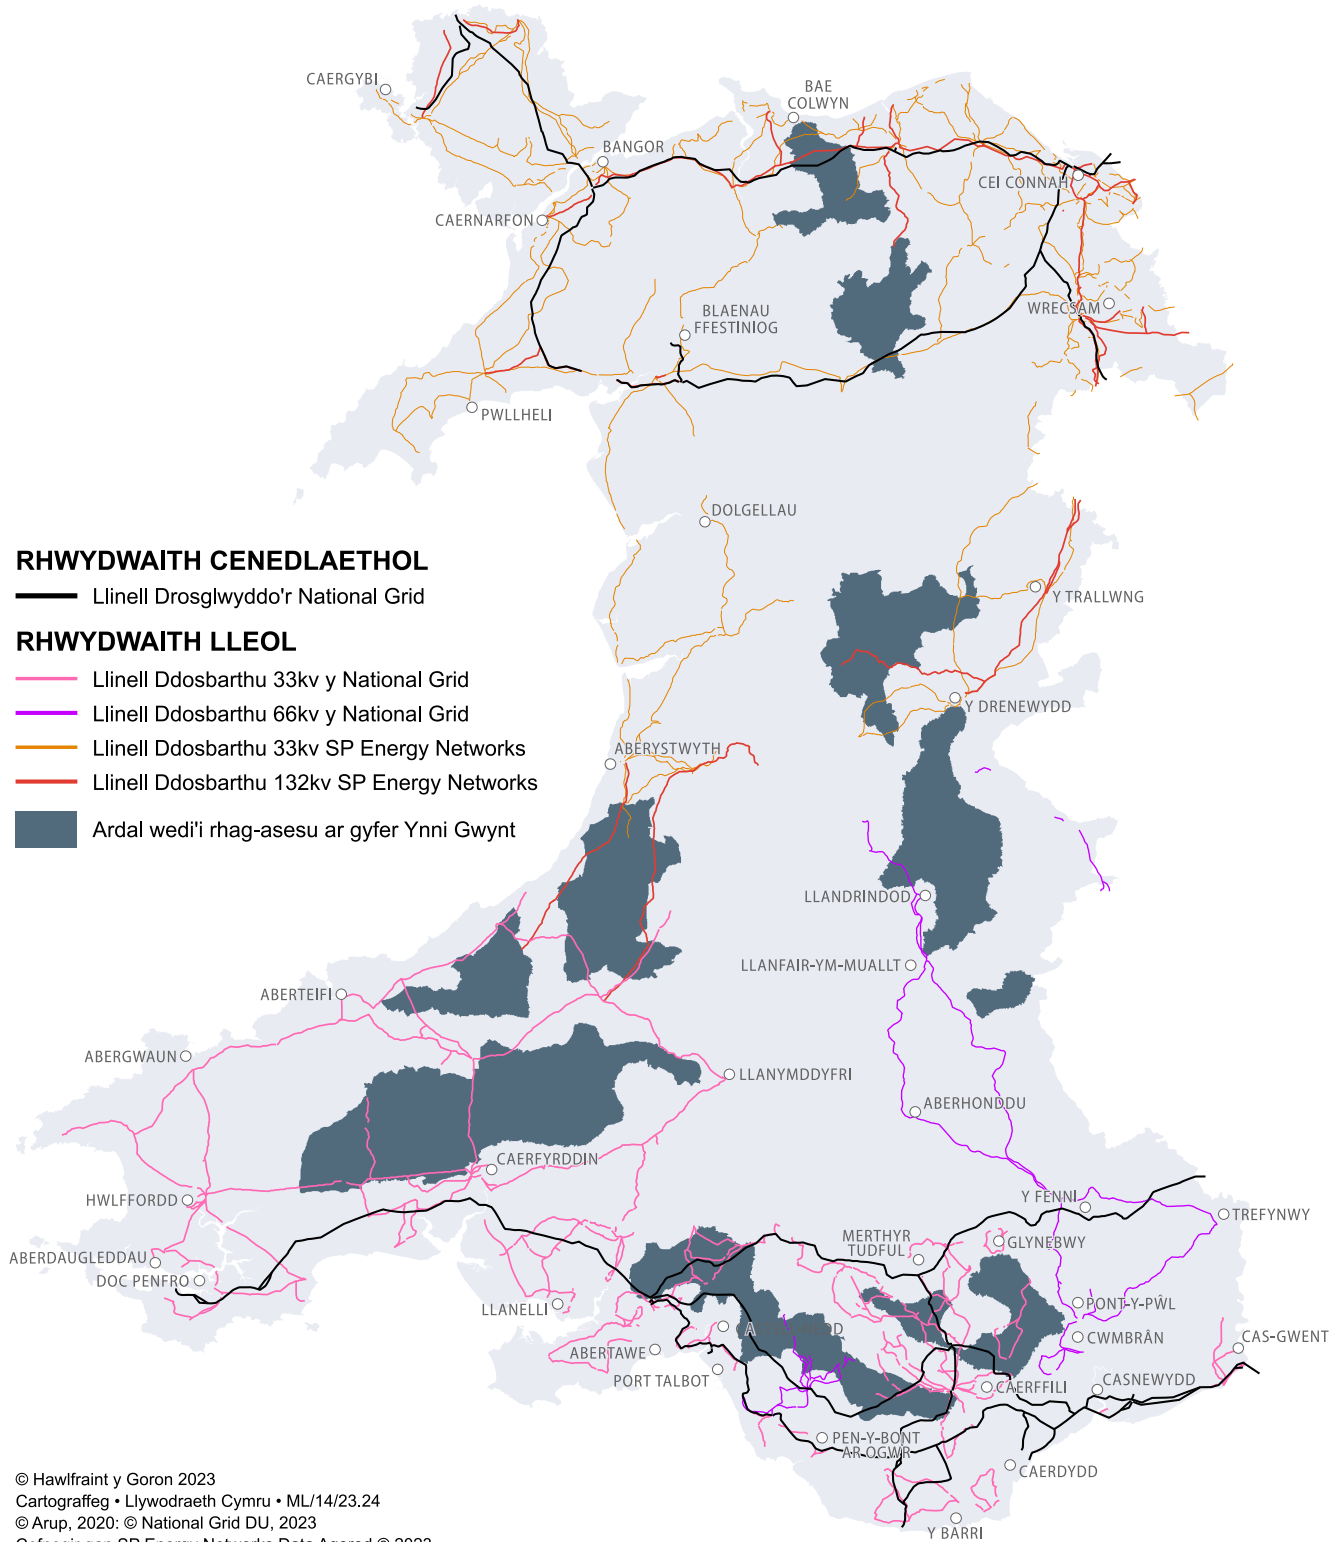 CAERGYBI
BAE
COLWYN
BANGOR
CEI CONNAH
CAERNARFON
BLAENAU
FFESTINIOG
WRECSAM
PWLLHELI
DOLGELLAU
RHWYDWAITH CENEDLAETHOL
Llinell Drosglwyddo'r National Grid
RHWYDWAITH LLEOL
Llinell Ddosbarthu 33kv y National Grid
Llinell Ddosbarthu 66kv y National Grid
Llinell Ddosbarthu 33kv SP Energy Networks
Llinell Ddosbarthu 132kv SP Energy Networks
Ardal wedi'i rhag-asesu ar gyfer Ynni Gwynt
Y TRALLWNG
Y DRENEWYDD
ABERYSTWYTH
LLANDRINDOD
LLANFAIR-YM-MUALLT
ABERTEIFI
ABERGWAUN
LLANYMDDYFRI
ABERHONDDU
CAERFYRDDIN
HWLFFORDD
Y FENNI
TREFYNWY
MERTHYR
TUDFUL
GLYNEBWY
ABERDAUGLEDDAU
DOC PENFRO
LLANELLI
PONT-Y-PŴL
CWMBRÂN
CAS-GWENT
ABERTAWE
PORT TALBOT
CAERFFILI
CASNEWYDD
PEN-Y-BONT
AR OGWR
CAERDYDD
Y BARRI
© Hawlfraint y Goron 2023
Cartograffeg • Llywodraeth Cymru • ML/14/23.24
© Arup, 2020: © National Grid DU, 2023